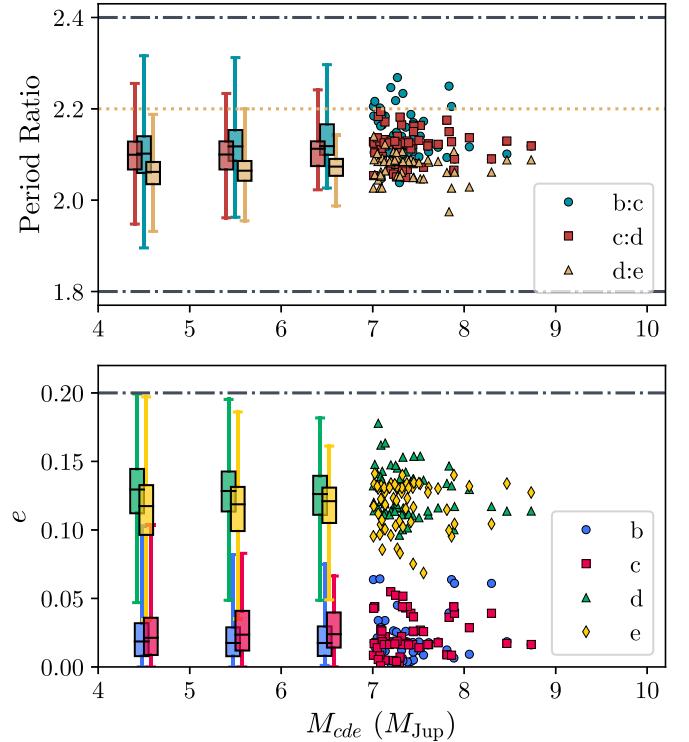 2.4
2.2
2.0
1.8
Period Ratio
b:c
c:d
d:e
4 5 6 7 8 9 10
0.20
0.15
0.10
0.05
0.00
e
b
c
d
e
4 5 6 7 8 9 10
M_cde (M_Jup)